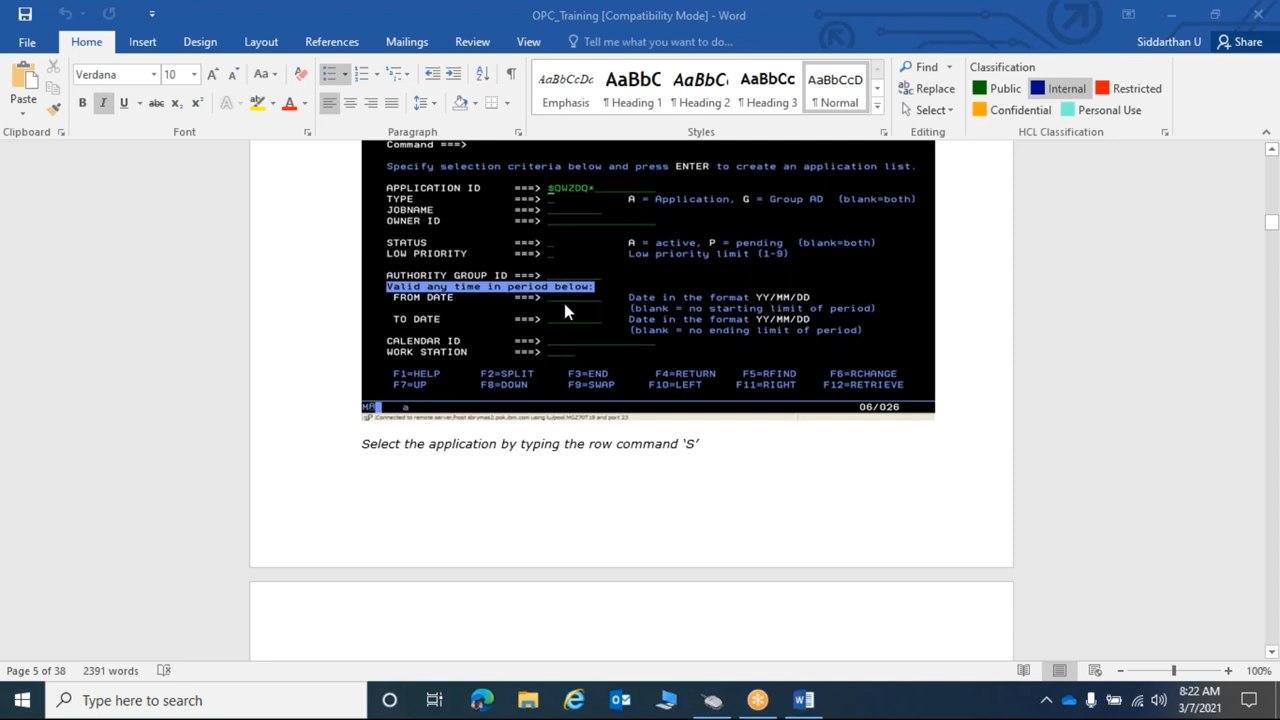 OPC_Training [Compatibility Mode] - Word
File Home Insert Design Layout References Mailings Review View Tell me what you want to do... Siddarthan U Share
Verdana 10 Aa AaBbCcDc AaBbC AaBbC AaBbCc AaBbCcD
Paste B I U abc x₂ x² A A
Emphasis ¶ Heading 1 ¶ Heading 2 ¶ Heading 3 ¶ Normal
Find Replace Select
Classification
Public Internal Restricted
Confidential Personal Use
Clipboard Font Paragraph Styles Editing HCL Classification
Command ===>
Specify selection criteria below and press ENTER to create an application list.
APPLICATION ID ===> $QWZDQ*
TYPE ===> _ A = Application, G = Group AD (blank=both)
JOBNAME ===>
OWNER ID ===>
STATUS ===> _ A = active, P = pending (blank=both)
LOW PRIORITY ===> _ Low priority limit (1-9)
AUTHORITY GROUP ID ===>
Valid any time in period below:
FROM DATE ===> Date in the format YY/MM/DD
(blank = no starting limit of period)
TO DATE ===> Date in the format YY/MM/DD
(blank = no ending limit of period)
CALENDAR ID ===>
WORK STATION ===>
F1=HELP F2=SPLIT F3=END F4=RETURN F5=RFIND F6=RCHANGE
F7=UP F8=DOWN F9=SWAP F10=LEFT F11=RIGHT F12=RETRIEVE
a 06/026
Select the application by typing the row command ‘S’
Page 5 of 38 2391 words 100%
Type here to search
8:22 AM
3/7/2021